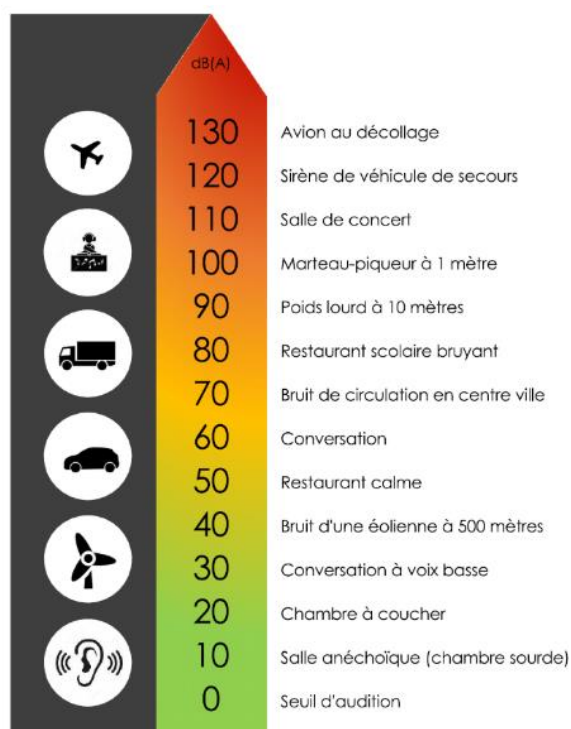 dB(A)
130 Avion au décollage
120 Sirène de véhicule de secours
110 Salle de concert
100 Marteau-piqueur à 1 mètre
90 Poids lourd à 10 mètres
80 Restaurant scolaire bruyant
70 Bruit de circulation en centre ville
60 Conversation
50 Restaurant calme
40 Bruit d'une éolienne à 500 mètres
30 Conversation à voix basse
20 Chambre à coucher
10 Salle anéchoïque (chambre sourde)
0 Seuil d'audition